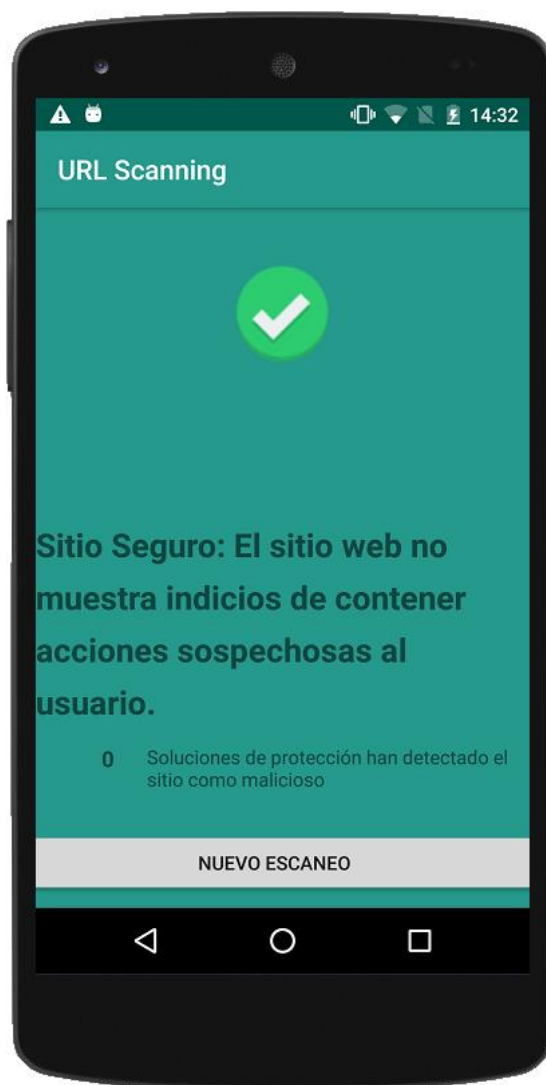 14:32
URL Scanning
Sitio Seguro: El sitio web no
muestra indicios de contener
acciones sospechosas al
usuario.
0 Soluciones de protección han detectado el
sitio como malicioso
NUEVO ESCANEO